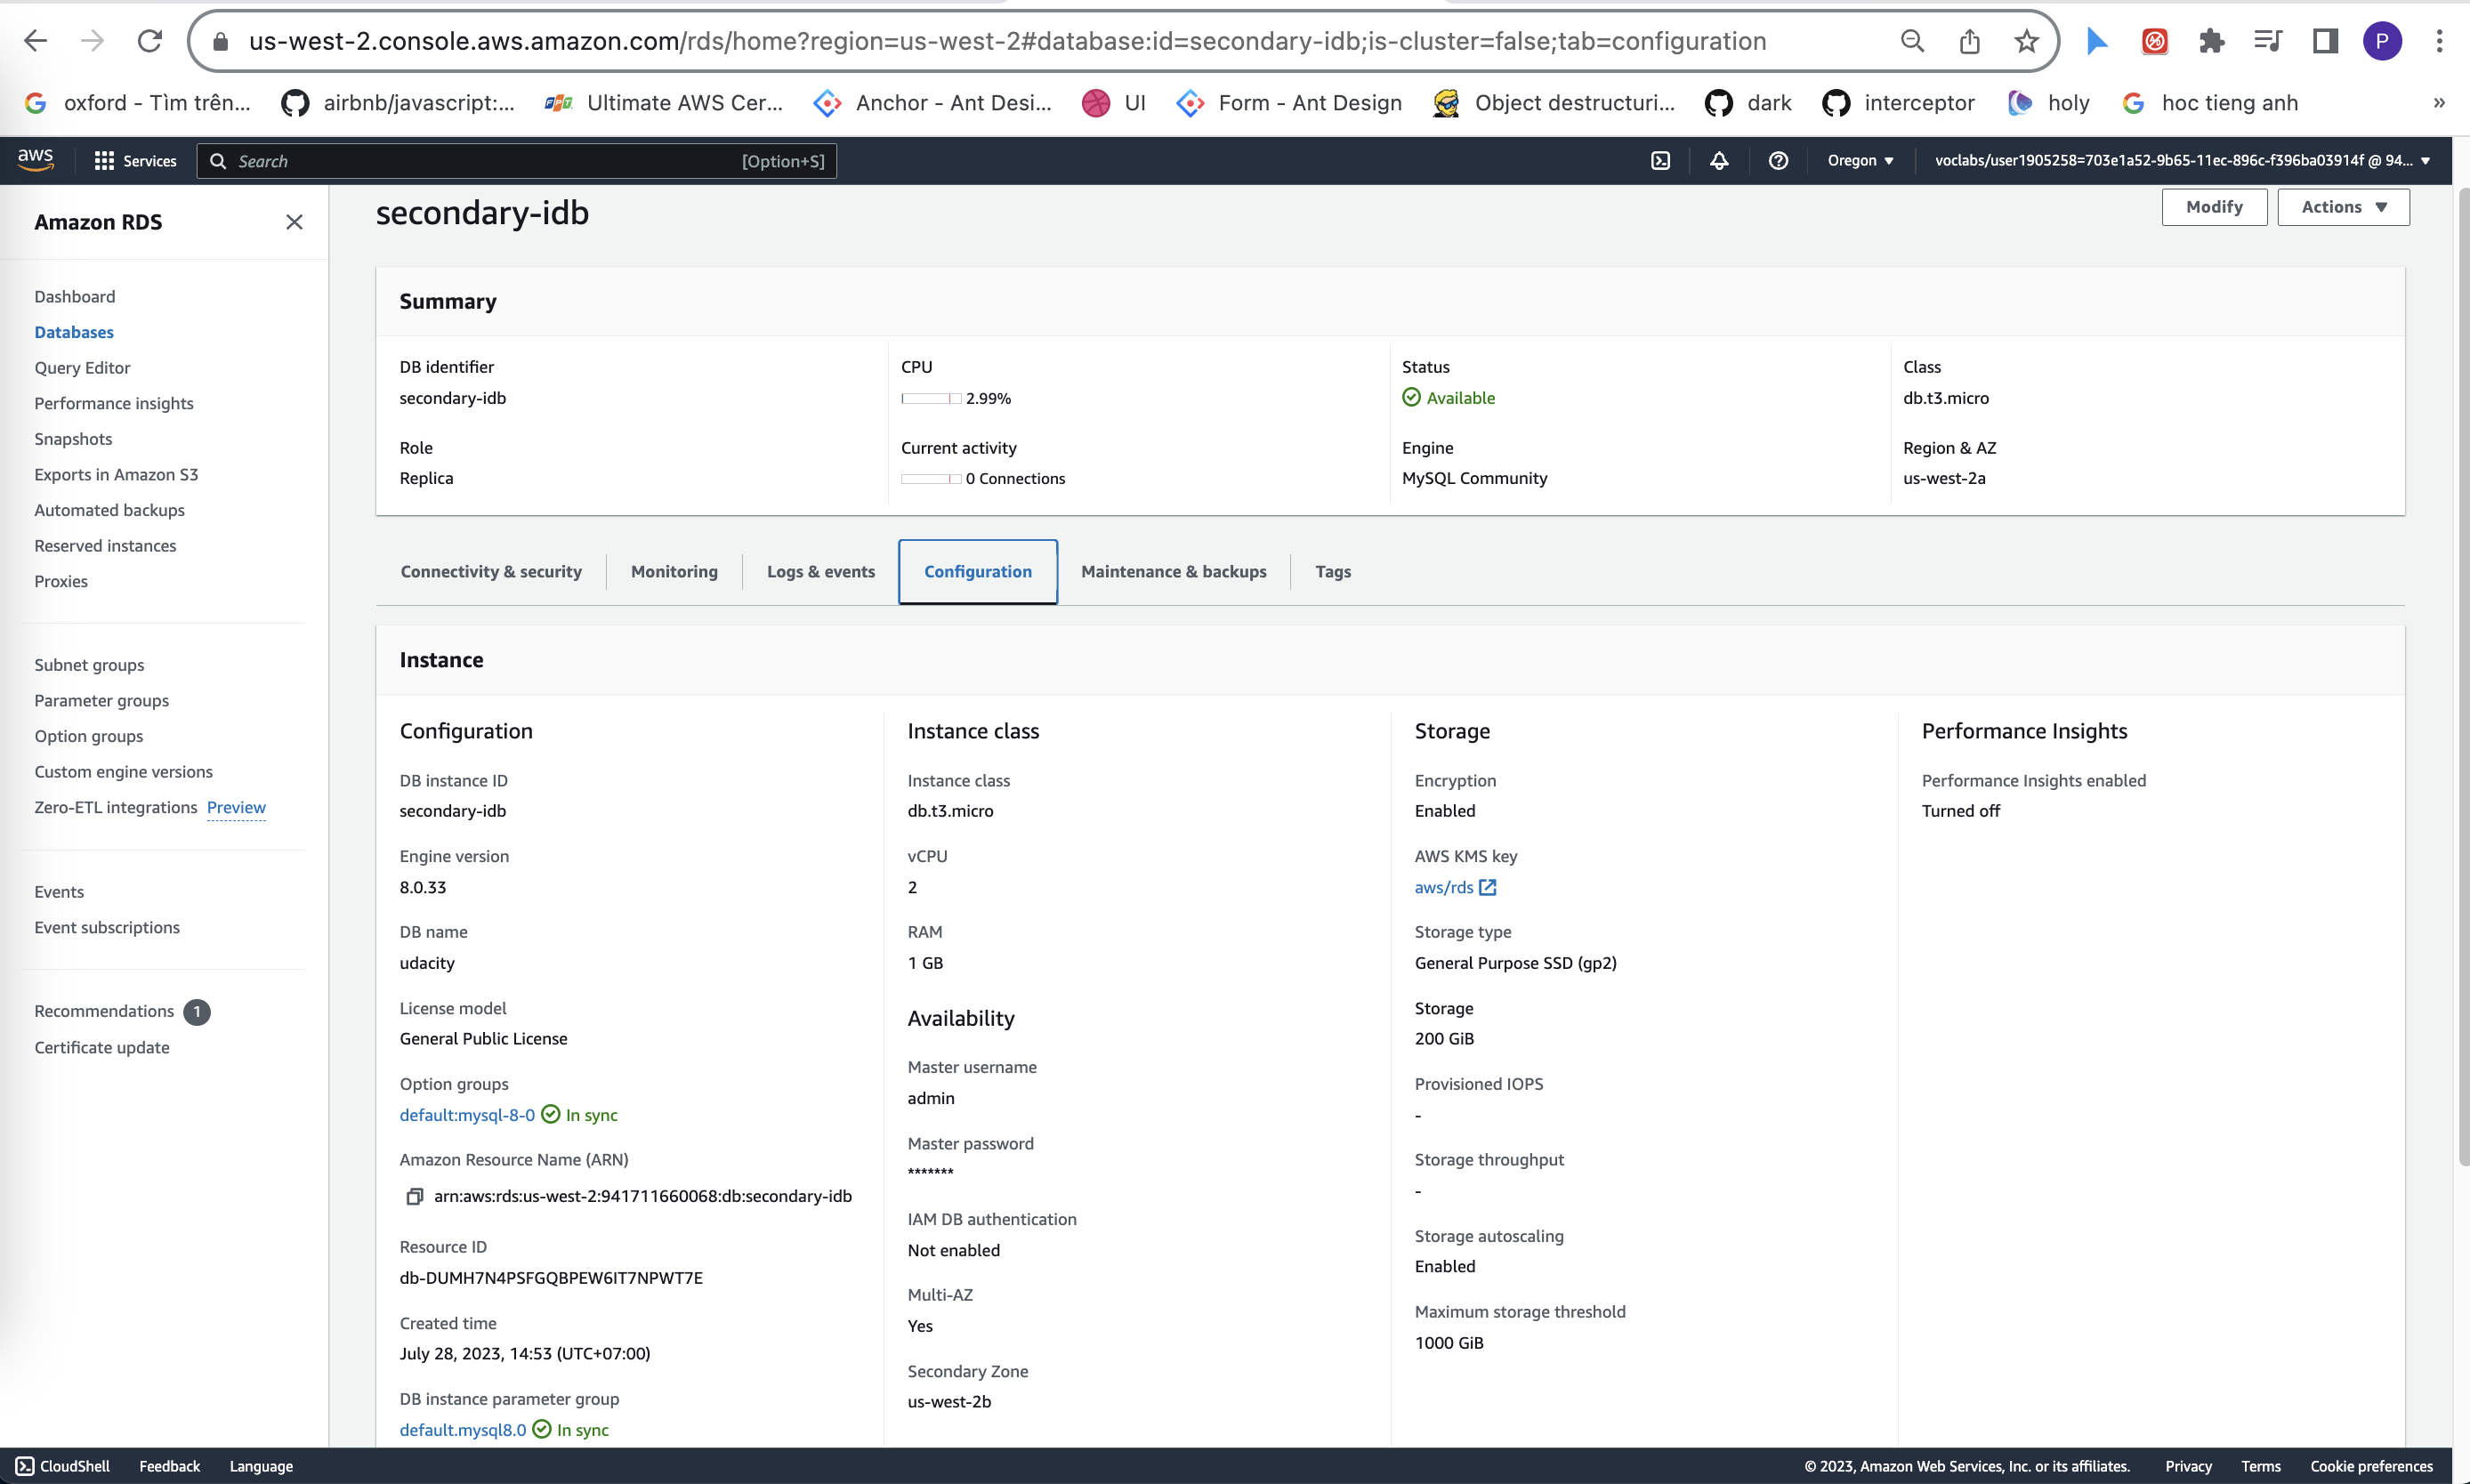 us-west-2.console.aws.amazon.com/rds/home?region=us-west-2#database:id=secondary-idb;is-cluster=false;tab=configuration
P
oxford - Tìm trên... airbnb/javascript:... FPT Ultimate AWS Cer... Anchor - Ant Desi... UI Form - Ant Design Object destructuri... dark interceptor holy hoc tieng anh »
aws Services Search [Option+S] Oregon ▼ voclabs/user1905258=703e1a52-9b65-11ec-896c-f396ba03914f @ 94... ▼
Amazon RDS
Dashboard
Databases
Query Editor
Performance insights
Snapshots
Exports in Amazon S3
Automated backups
Reserved instances
Proxies
Subnet groups
Parameter groups
Option groups
Custom engine versions
Zero-ETL integrations Preview
Events
Event subscriptions
Recommendations 1
Certificate update
secondary-idb
Modify Actions ▼
Summary
DB identifier
secondary-idb
Role
Replica
CPU
2.99%
Current activity
0 Connections
Status
Available
Engine
MySQL Community
Class
db.t3.micro
Region & AZ
us-west-2a
Connectivity & security Monitoring Logs & events Configuration Maintenance & backups Tags
Instance
Configuration
DB instance ID
secondary-idb
Engine version
8.0.33
DB name
udacity
License model
General Public License
Option groups
default:mysql-8-0 In sync
Amazon Resource Name (ARN)
arn:aws:rds:us-west-2:941711660068:db:secondary-idb
Resource ID
db-DUMH7N4PSFGQBPEW6IT7NPWT7E
Created time
July 28, 2023, 14:53 (UTC+07:00)
DB instance parameter group
default.mysql8.0 In sync
Instance class
Instance class
db.t3.micro
vCPU
2
RAM
1 GB
Availability
Master username
admin
Master password
*******
IAM DB authentication
Not enabled
Multi-AZ
Yes
Secondary Zone
us-west-2b
Storage
Encryption
Enabled
AWS KMS key
aws/rds
Storage type
General Purpose SSD (gp2)
Storage
200 GiB
Provisioned IOPS
-
Storage throughput
-
Storage autoscaling
Enabled
Maximum storage threshold
1000 GiB
Performance Insights
Performance Insights enabled
Turned off
CloudShell Feedback Language © 2023, Amazon Web Services, Inc. or its affiliates. Privacy Terms Cookie preferences